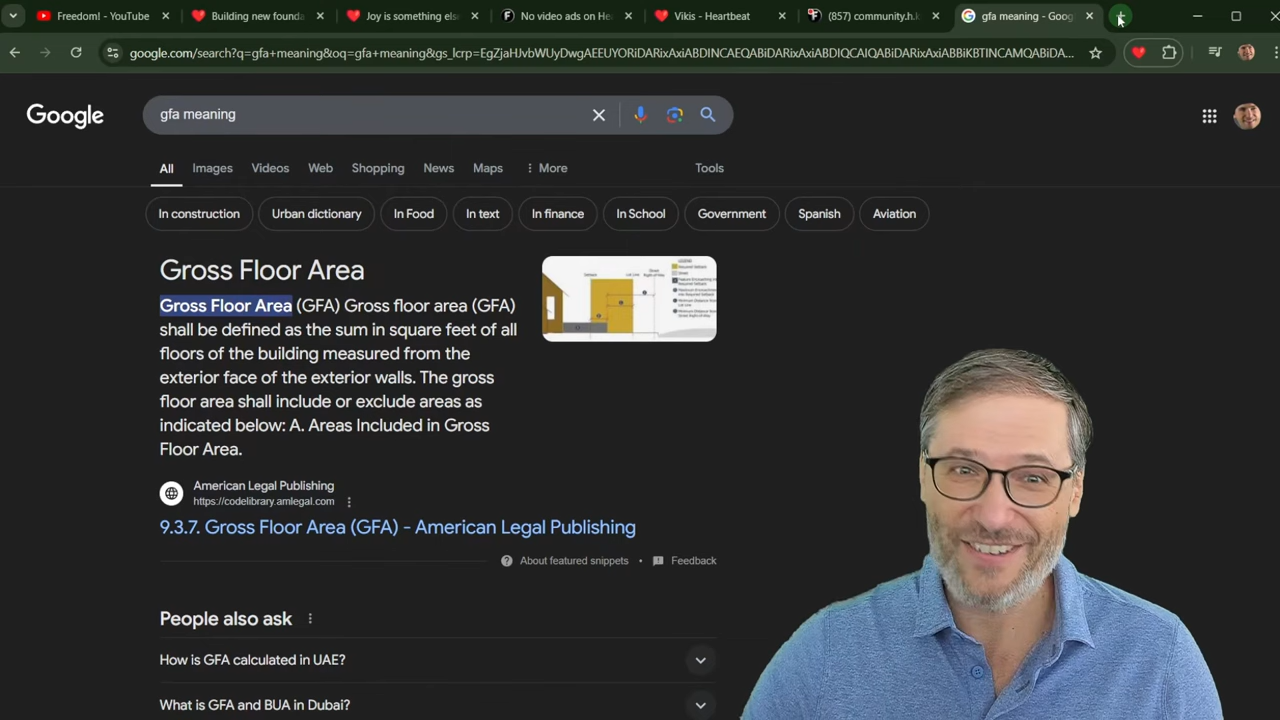 Freedom! - YouTube
Building new founda
Joy is something else
No video ads on He
Vikis - Heartbeat
(857) community.h.k
gfa meaning - Goog
google.com/search?q=gfa+meaning&oq=gfa+meaning&gs_lcrp=EgZjaHJvbWUyDwgAEEUYORiDARixAxiABDINCAEQABiDARixAxiABDIQCAIQABiDARixAxiABBiKBTINCAMQABiDA...
Google
gfa meaning
All
Images
Videos
Web
Shopping
News
Maps
More
Tools
In construction
Urban dictionary
In Food
In text
In finance
In School
Government
Spanish
Aviation
Gross Floor Area
Gross Floor Area (GFA) Gross floor area (GFA)
shall be defined as the sum in square feet of all
floors of the building measured from the
exterior face of the exterior walls. The gross
floor area shall include or exclude areas as
indicated below: A. Areas Included in Gross
Floor Area.
American Legal Publishing
https://codelibrary.amlegal.com
9.3.7. Gross Floor Area (GFA) - American Legal Publishing
About featured snippets
Feedback
People also ask
How is GFA calculated in UAE?
What is GFA and BUA in Dubai?